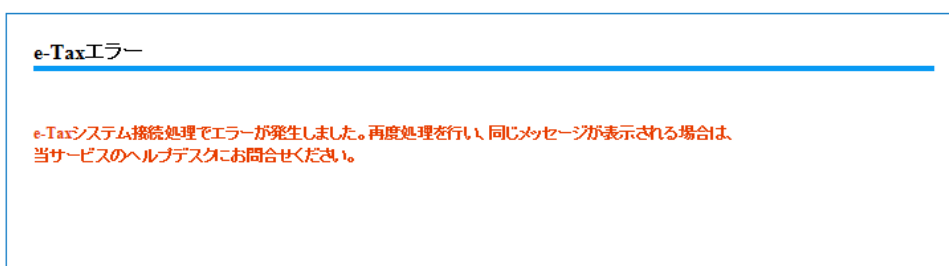 e-Taxエラー
e-Taxシステム接続処理でエラーが発生しました。再度処理を行い、同じメッセージが表示される場合は、
当サービスのヘルプデスクにお問合せください。